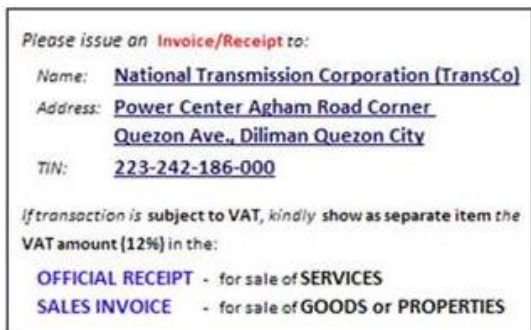 Please issue an Invoice/Receipt to:
Name: National Transmission Corporation (TransCo)
Address: Power Center Agham Road Corner
Quezon Ave., Diliman Quezon City
TIN: 223-242-186-000
If transaction is subject to VAT, kindly show as separate item the
VAT amount (12%) in the:
OFFICIAL RECEIPT - for sale of SERVICES
SALES INVOICE - for sale of GOODS or PROPERTIES